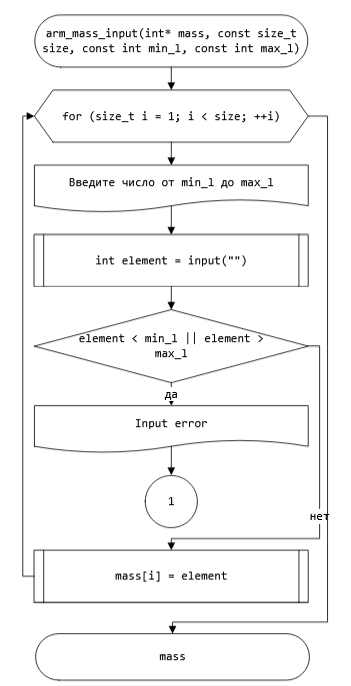 arm_mass_input(int* mass, const size_t
size, const int min_l, const int max_l)
for (size_t i = 1; i < size; ++i)
Введите число от min_l до max_l
int element = input("")
element < min_l || element >
max_l
да
Input error
1
нет
mass[i] = element
mass